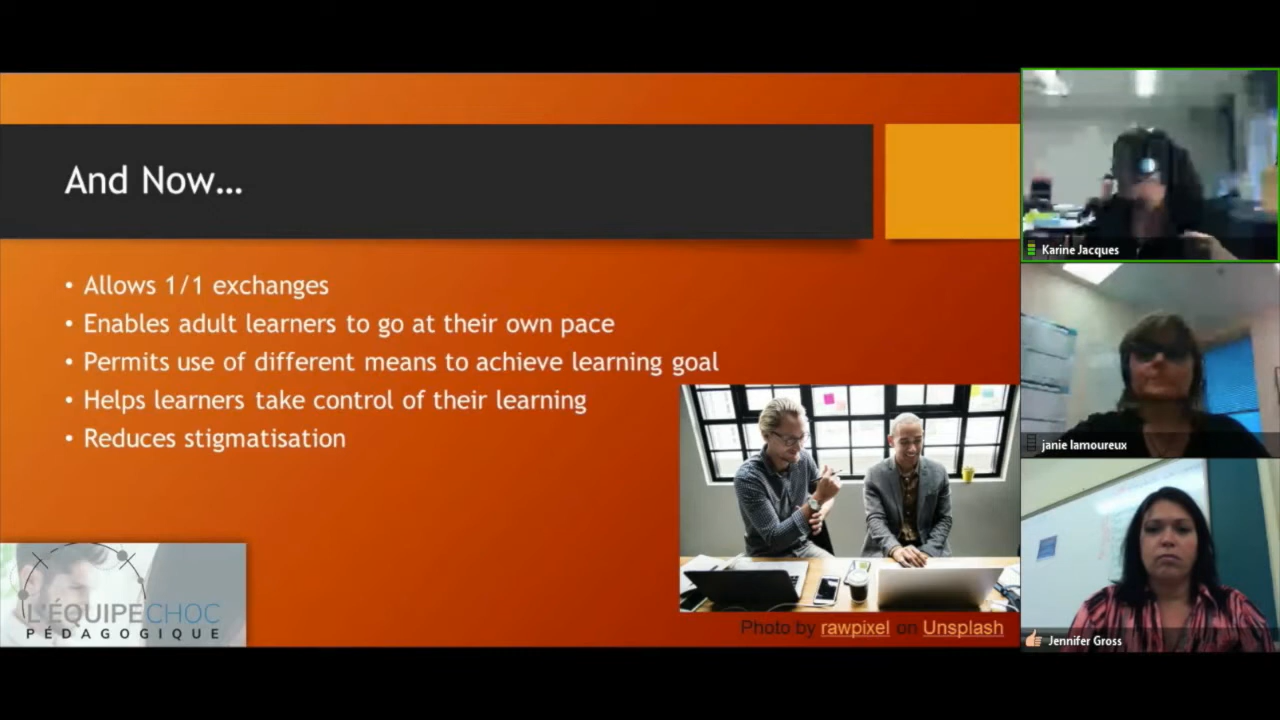 And Now…
• Allows 1/1 exchanges
• Enables adult learners to go at their own pace
• Permits use of different means to achieve learning goal
• Helps learners take control of their learning
• Reduces stigmatisation
L'ÉQUIPECHOC
PÉDAGOGIQUE
Photo by rawpixel on Unsplash
Karine Jacques
janie lamoureux
Jennifer Gross